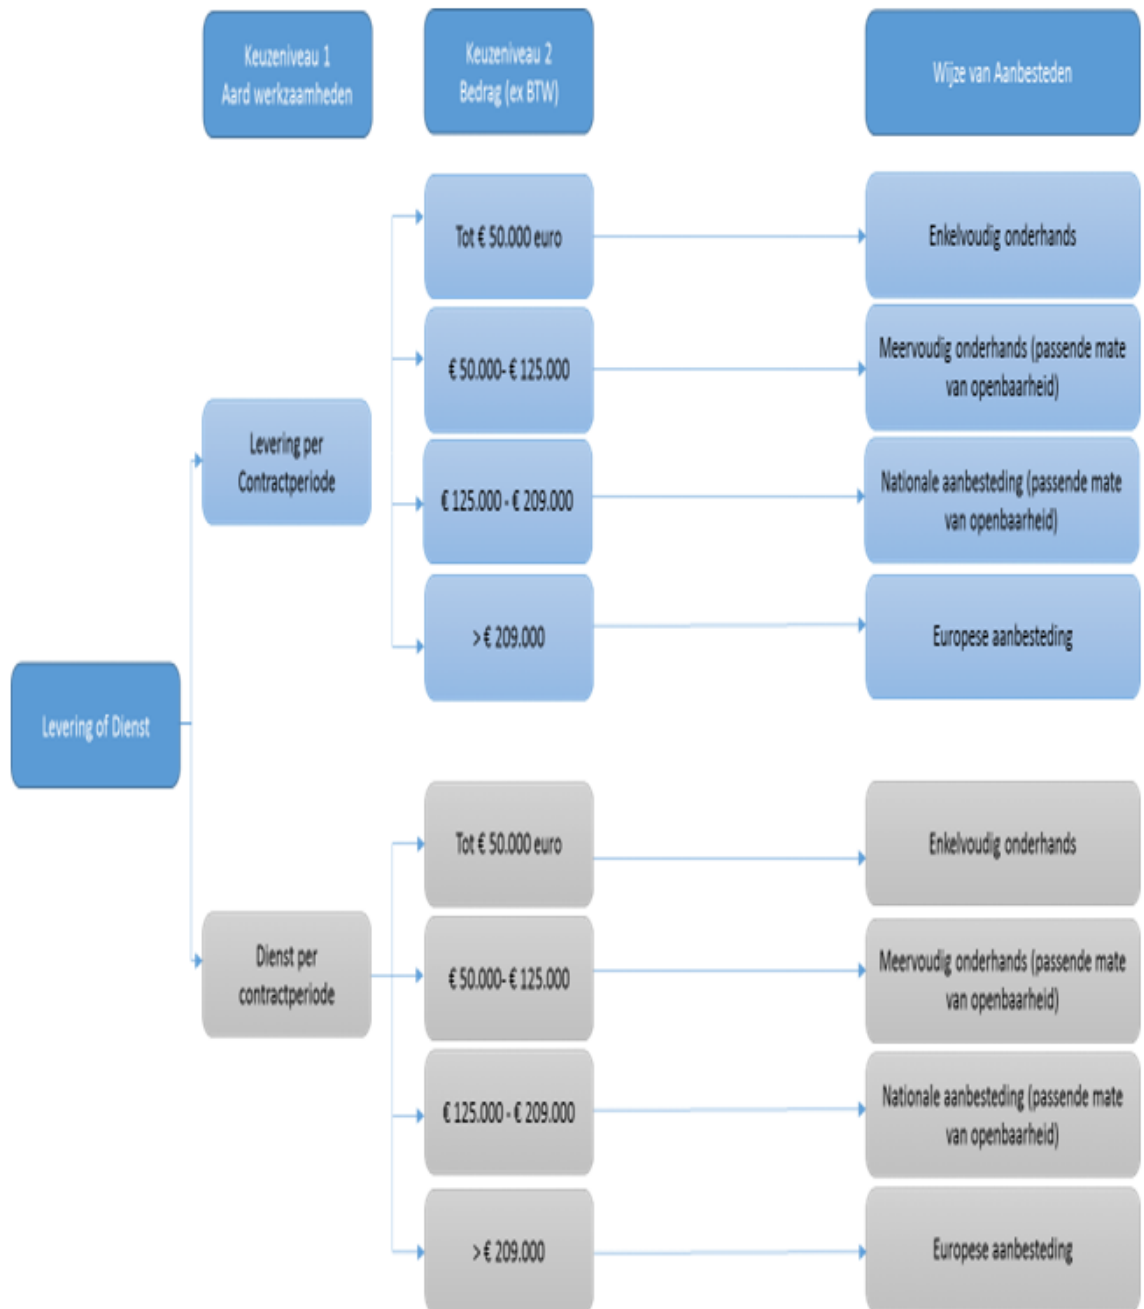 Keuzeniveau 1
Aard werkzaamheden
Keuzeniveau 2
Bedrag (ex BTW)
Wijze van Aanbesteden
Levering of Dienst
Levering per
Contractperiode
Tot € 50.000 euro
Enkelvoudig onderhands
€ 50.000- € 125.000
Meervoudig onderhands (passende mate
van openbaarheid)
€ 125.000 - € 209.000
Nationale aanbesteding (passende mate
van openbaarheid)
> € 209.000
Europese aanbesteding
Dienst per
contractperiode
Tot € 50.000 euro
Enkelvoudig onderhands
€ 50.000- € 125.000
Meervoudig onderhands (passende mate
van openbaarheid)
€ 125.000 - € 209.000
Nationale aanbesteding (passende mate
van openbaarheid)
> € 209.000
Europese aanbesteding